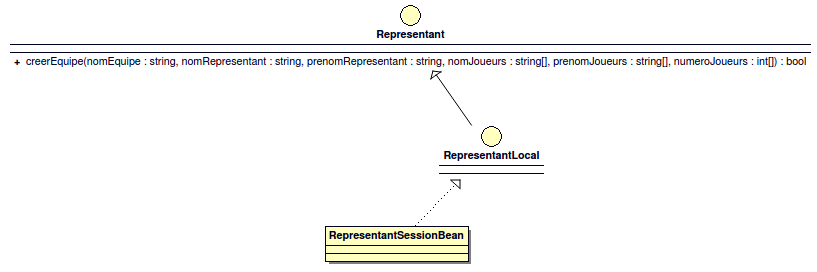 Representant
+ creerEquipe(nomEquipe : string, nomRepresentant : string, prenomRepresentant : string, nomJoueurs : string[], prenomJoueurs : string[], numeroJoueurs : int[]) : bool
RepresentantLocal
RepresentantSessionBean